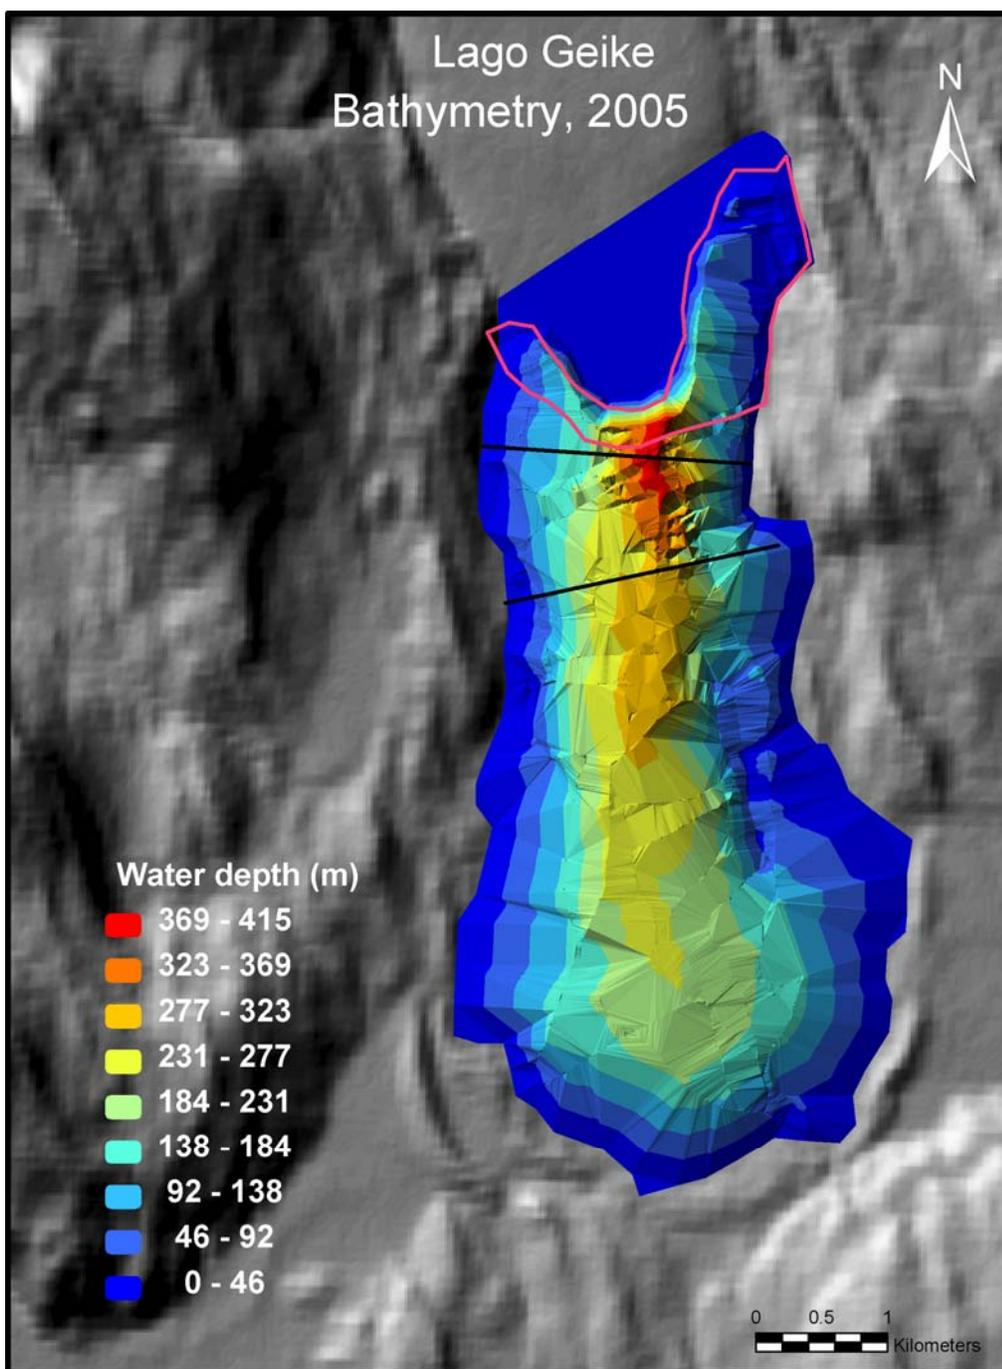 Lago Geike
Bathymetry, 2005
N
Water depth (m)
369 - 415
323 - 369
277 - 323
231 - 277
184 - 231
138 - 184
92 - 138
46 - 92
0 - 46
0 0.5 1
Kilometers